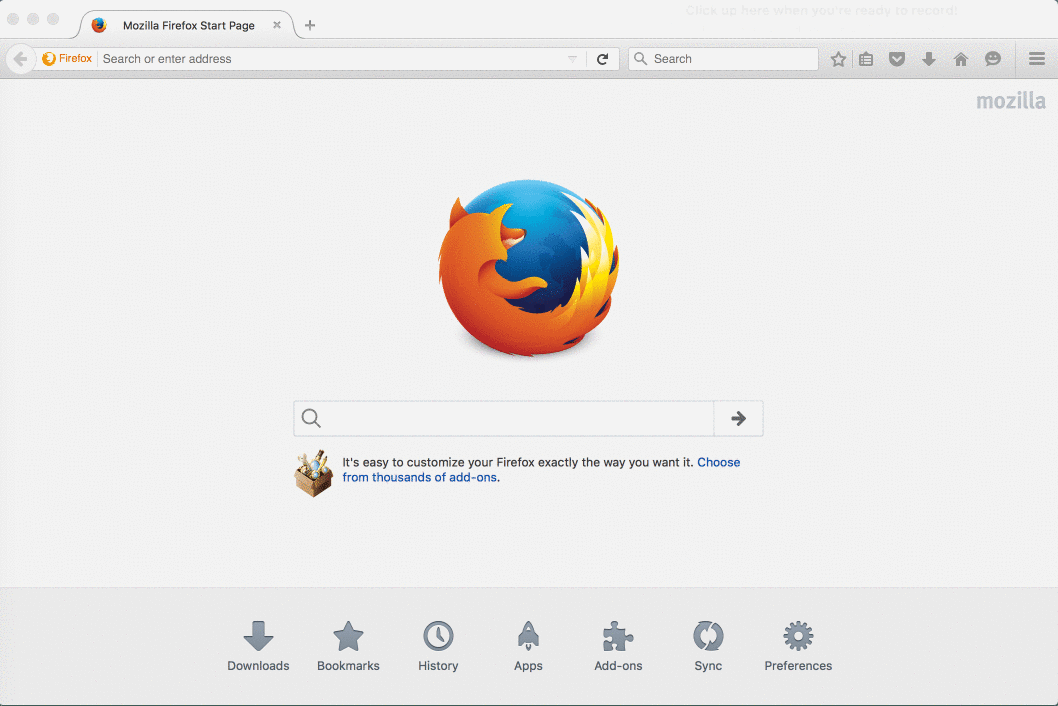 Click up here when you're ready to record!
Mozilla Firefox Start Page
Firefox
Search or enter address
Search
mozilla
It's easy to customize your Firefox exactly the way you want it. Choose
from thousands of add-ons.
Downloads
Bookmarks
History
Apps
Add-ons
Sync
Preferences